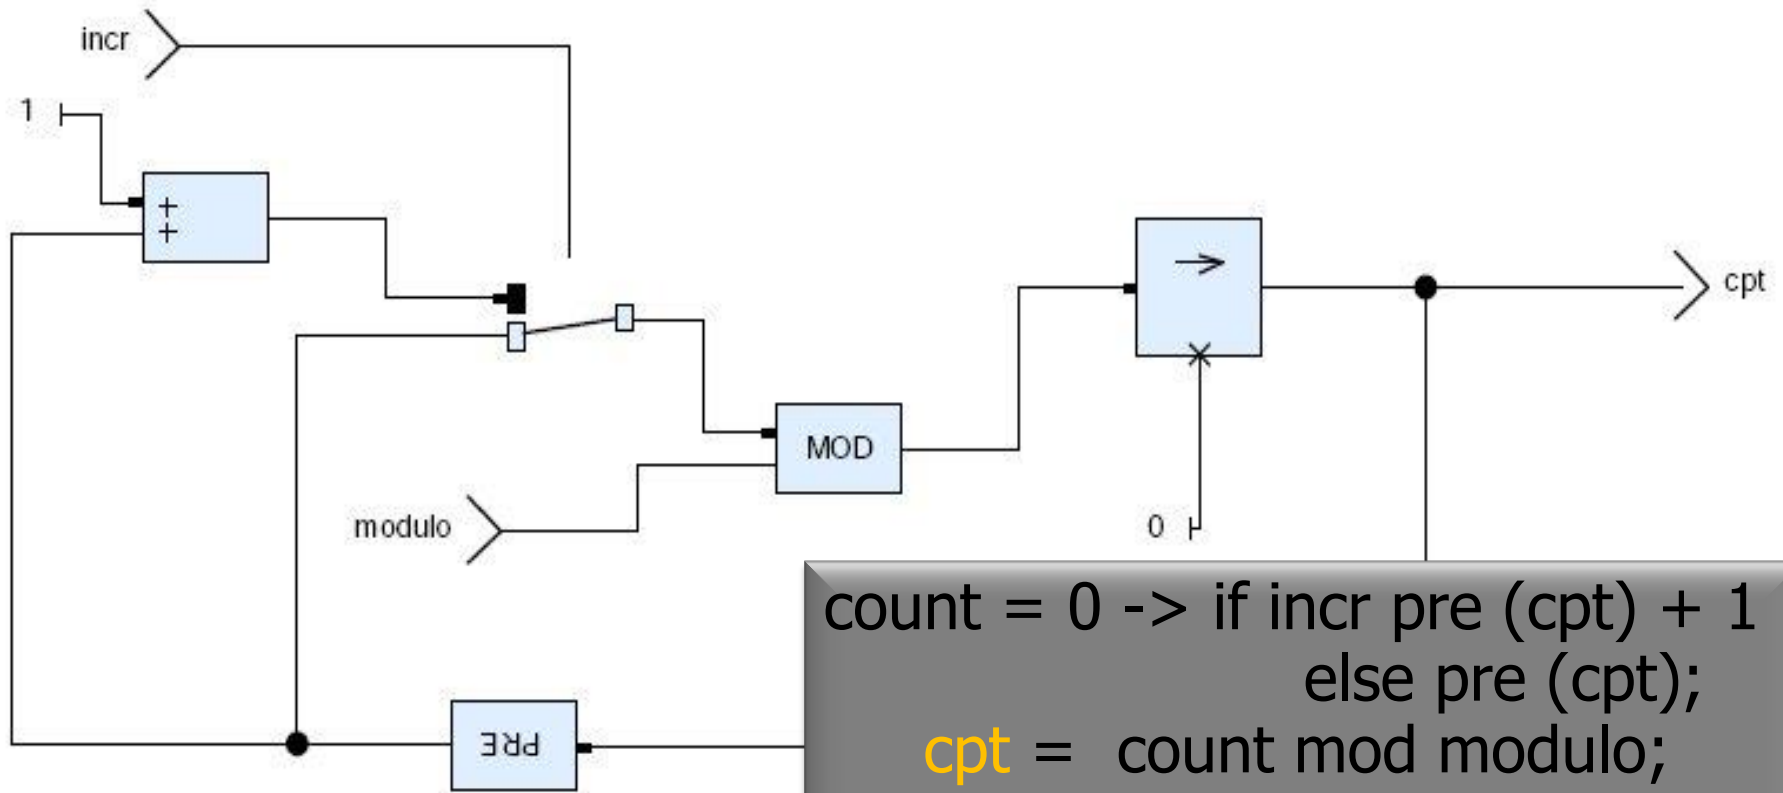 incr
1
+
+
→
cpt
MOD
modulo
0
PRE
count = 0 -> if incr pre (cpt) + 1
else pre (cpt);
cpt = count mod modulo;